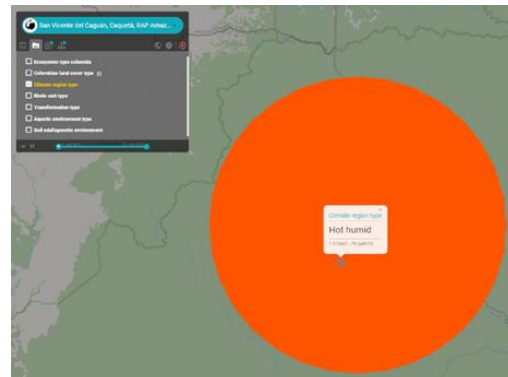 San Vicente del Caguán, Caquetá, RAP Amaz...
Ecosystem type colombia
Colombian land cover type
Climate region type
Biotic unit type
Transformation type
Aquatic environment type
Soil edafogenetic environment
Climate region type
Hot humid